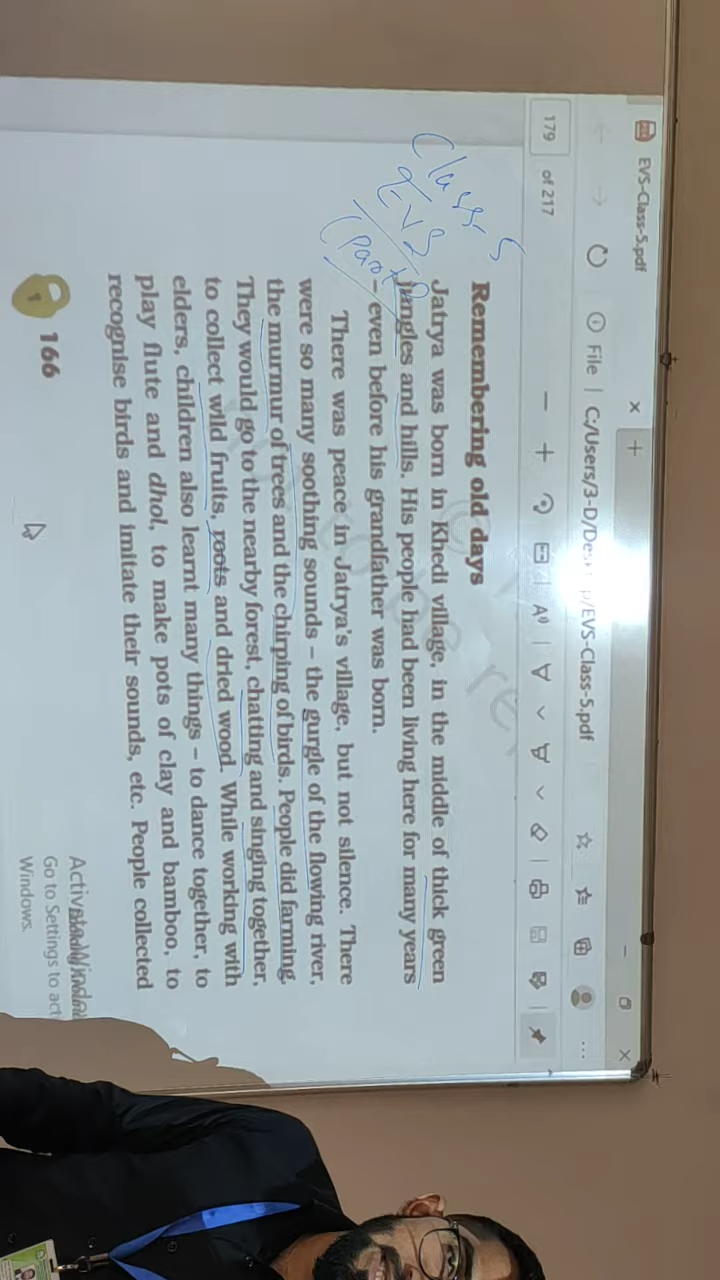 EVS-Class-5.pdf
File | C:/Users/3-D/Des p/EVS-Class-5.pdf
179 of 217
Class-5
EVS
(Part
Remembering old days
Jatrya was born in Khedi village, in the middle of thick green
jungles and hills. His people had been living here for many years
– even before his grandfather was born.
There was peace in Jatrya's village, but not silence. There
were so many soothing sounds – the gurgle of the flowing river,
the murmur of trees and the chirping of birds. People did farming.
They would go to the nearby forest, chatting and singing together,
to collect wild fruits, roots and dried wood. While working with
elders, children also learnt many things – to dance together, to
play flute and dhol, to make pots of clay and bamboo, to
recognise birds and imitate their sounds, etc. People collected
166
Go to Settings to act
Windows.